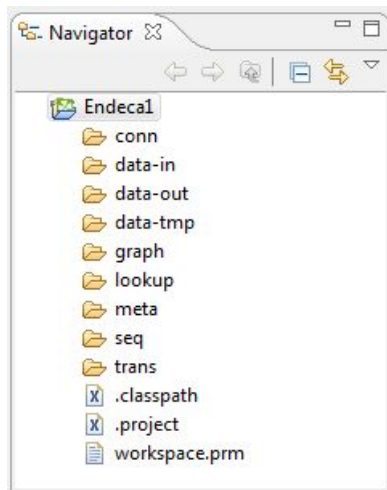 Navigator
Endeca1
conn
data-in
data-out
data-tmp
graph
lookup
meta
seq
trans
.classpath
.project
workspace.prm